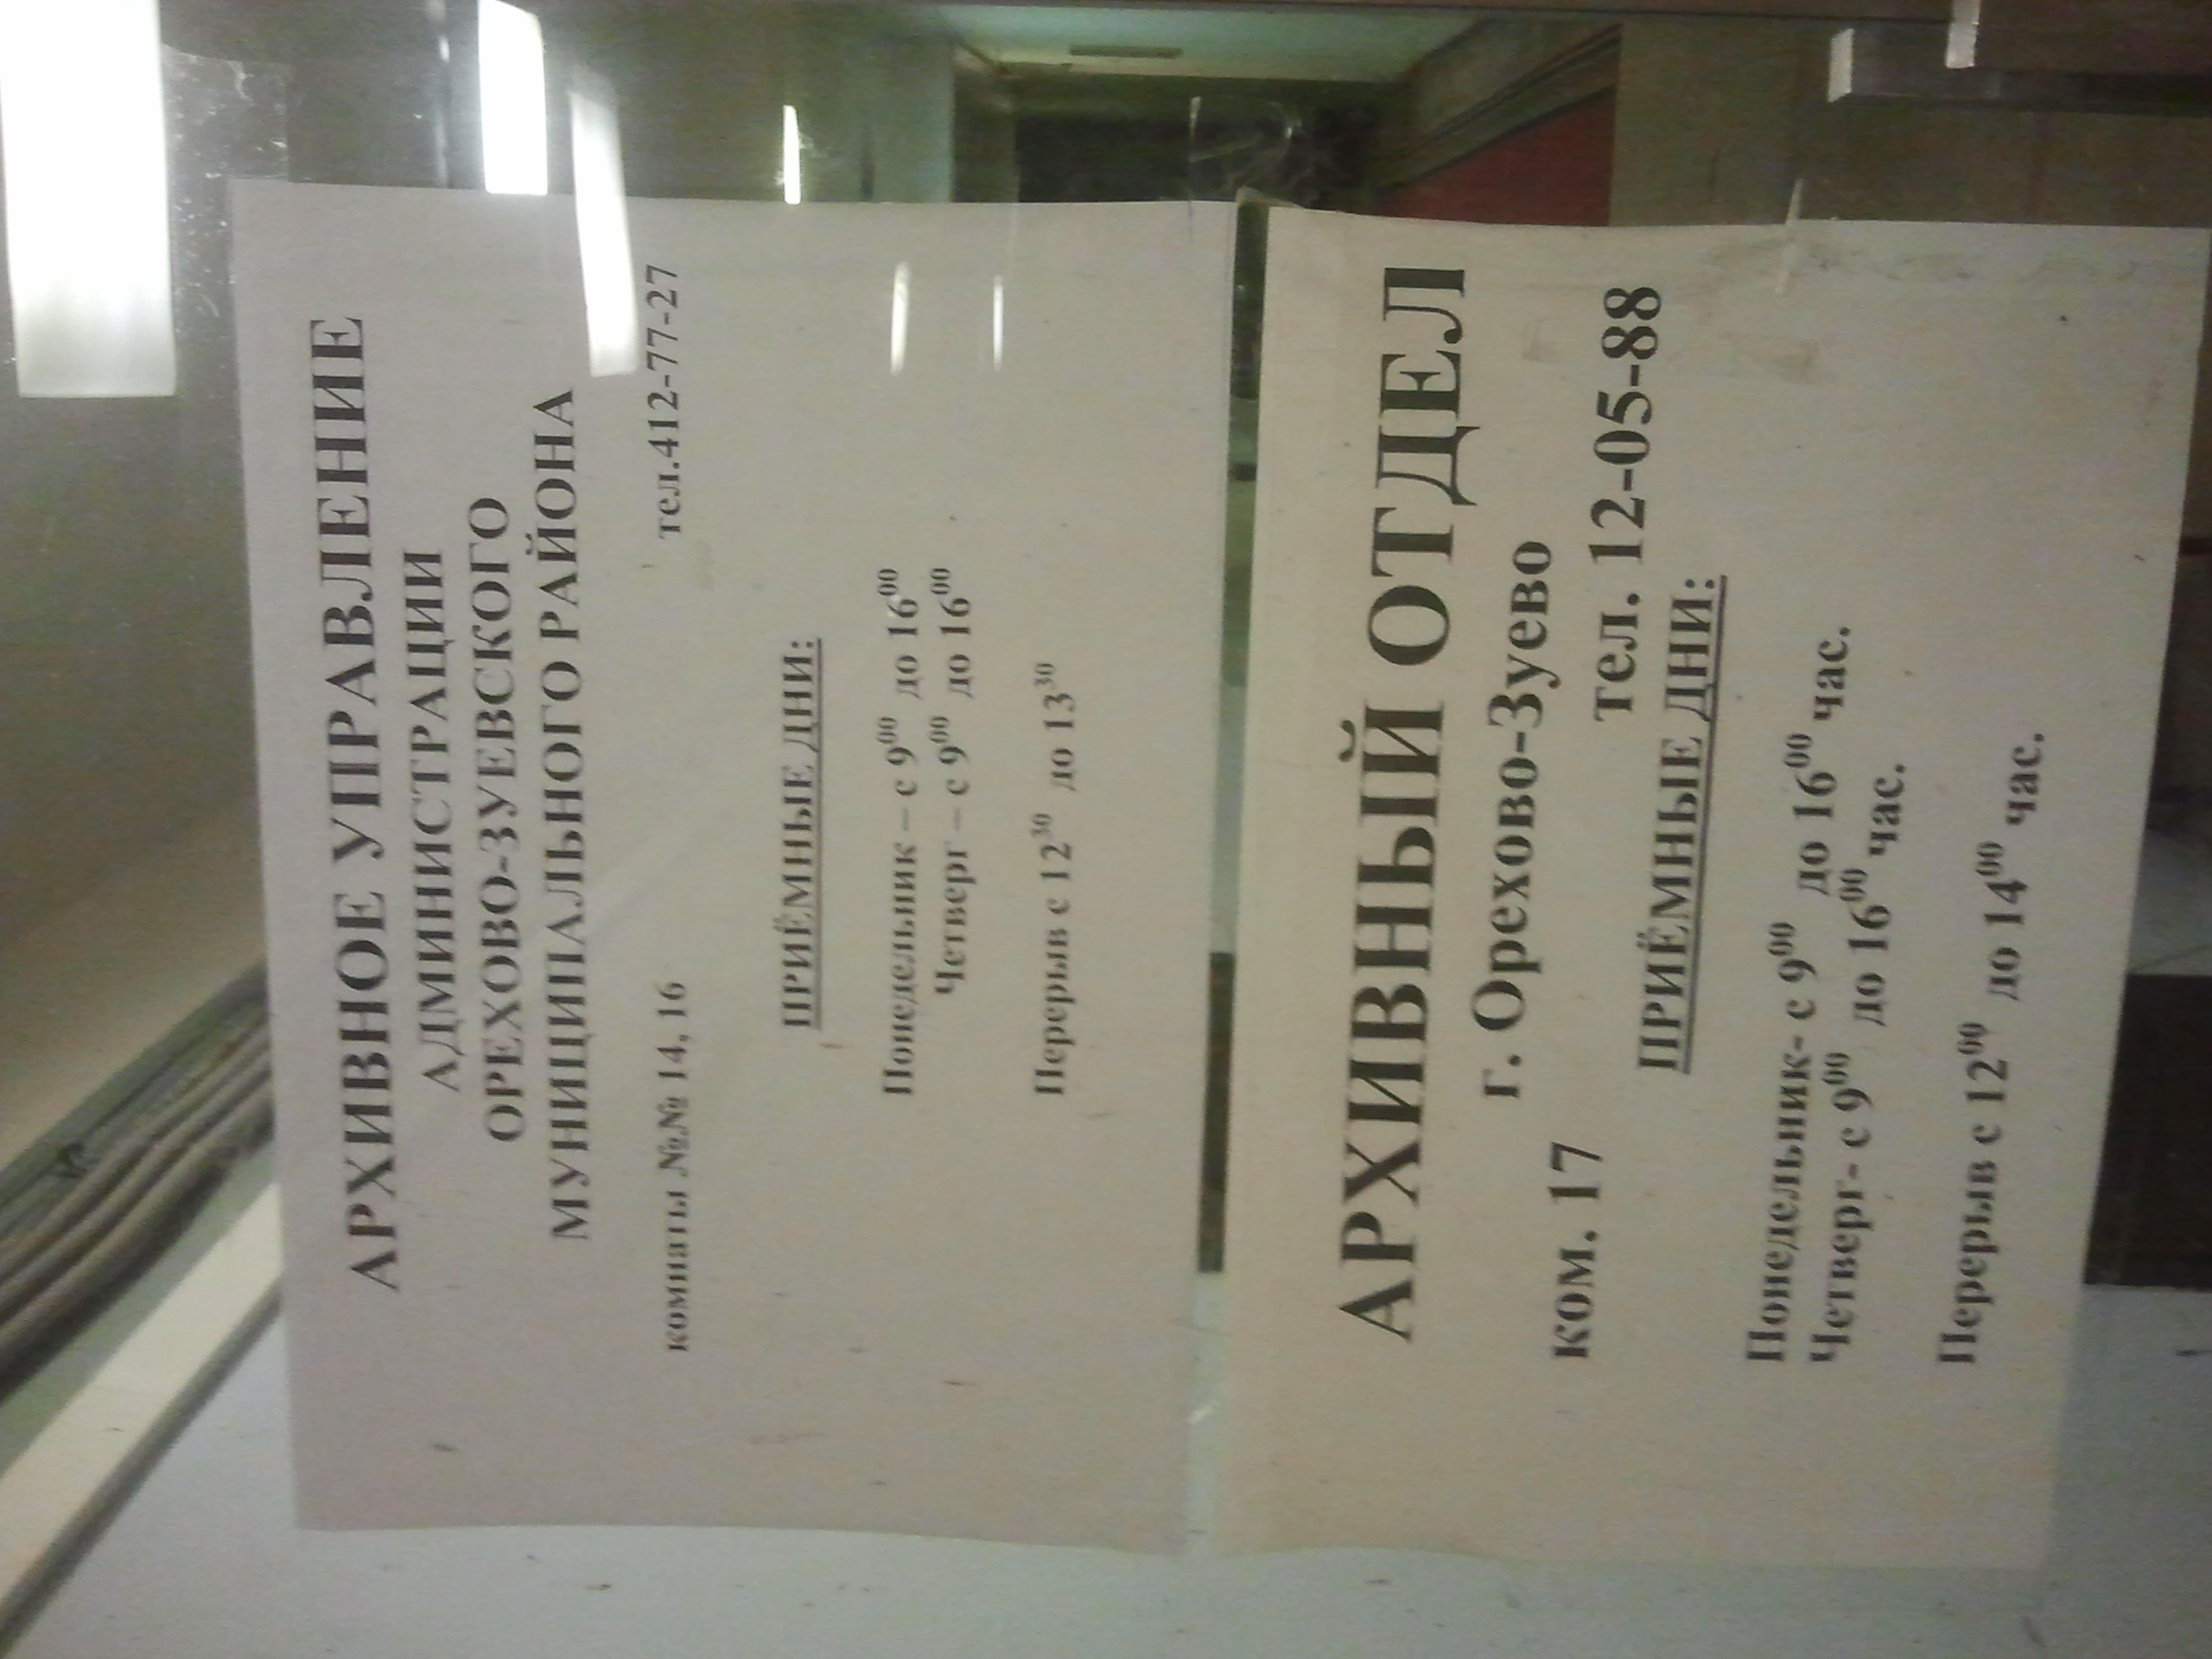 АРХИВНОЕ УПРАВЛЕНИЕ
АДМИНИСТРАЦИИ
ОРЕХОВО-ЗУЕВСКОГО
МУНИЦИПАЛЬНОГО РАЙОНА
комнаты №№ 14, 16 тел.412-77-27
ПРИЁМНЫЕ ДНИ:
Понедельник – с 9⁰⁰ до 16⁰⁰
Четверг – с 9⁰⁰ до 16⁰⁰
Перерыв с 12³⁰ до 13³⁰
АРХИВНЫЙ ОТДЕЛ
г. Орехово-Зуево
ком. 17 тел. 12-05-88
ПРИЁМНЫЕ ДНИ:
Понедельник- с 9⁰⁰ до 16⁰⁰ час.
Четверг- с 9⁰⁰ до 16⁰⁰ час.
Перерыв с 12⁰⁰ до 14⁰⁰ час.